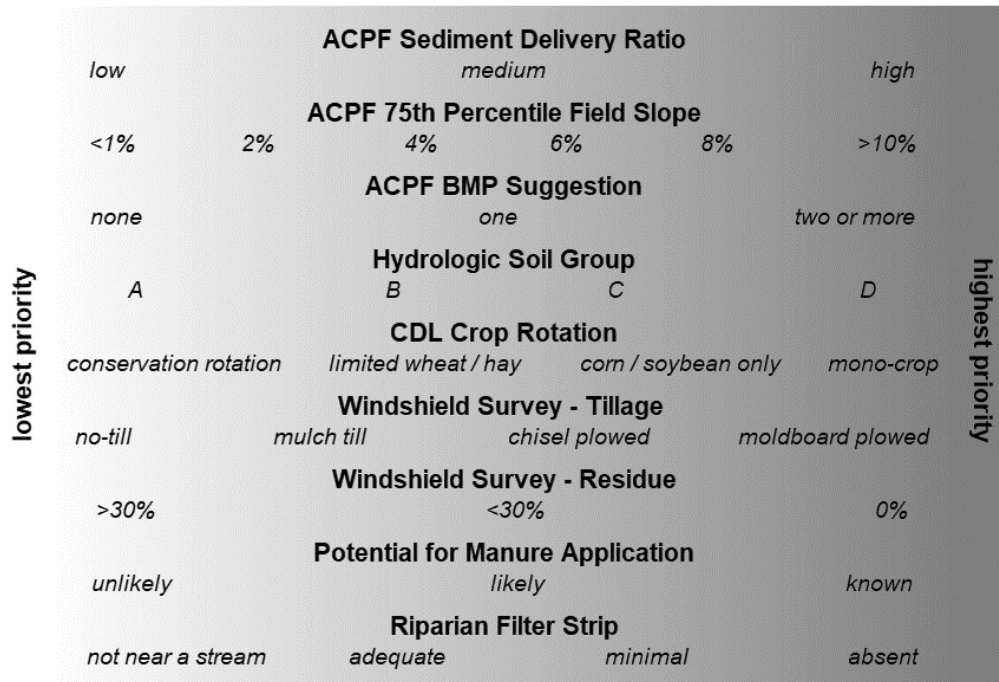 ACPF Sediment Delivery Ratio
low medium high
ACPF 75th Percentile Field Slope
<1% 2% 4% 6% 8% >10%
ACPF BMP Suggestion
none one two or more
Hydrologic Soil Group
A B C D
CDL Crop Rotation
conservation rotation limited wheat / hay corn / soybean only mono-crop
Windshield Survey - Tillage
no-till mulch till chisel plowed moldboard plowed
Windshield Survey - Residue
>30% <30% 0%
Potential for Manure Application
unlikely likely known
Riparian Filter Strip
not near a stream adequate minimal absent
lowest priority
highest priority